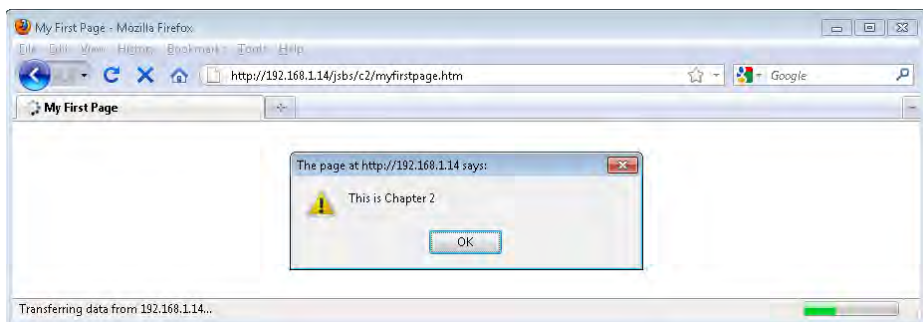 My First Page - Mozilla Firefox
File Edit View History Bookmarks Tools Help
http://192.168.1.14/jsbs/c2/myfirstpage.htm
Google
My First Page
The page at http://192.168.1.14 says:
This is Chapter 2
OK
Transferring data from 192.168.1.14...